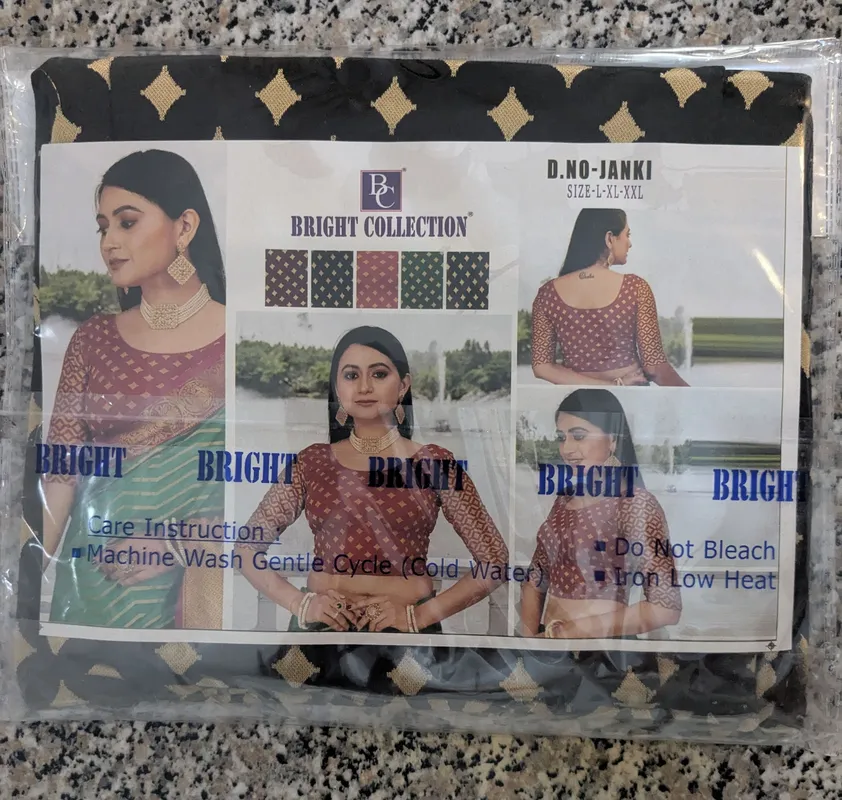 BC
BRIGHT COLLECTION
D.NO-JANKI
SIZE-L-XL-XXL
BRIGHT BRIGHT BRIGHT BRIGHT BRIGHT
Care Instruction :
Machine Wash Gentle Cycle (Cold Water)
Do Not Bleach
Iron Low Heat